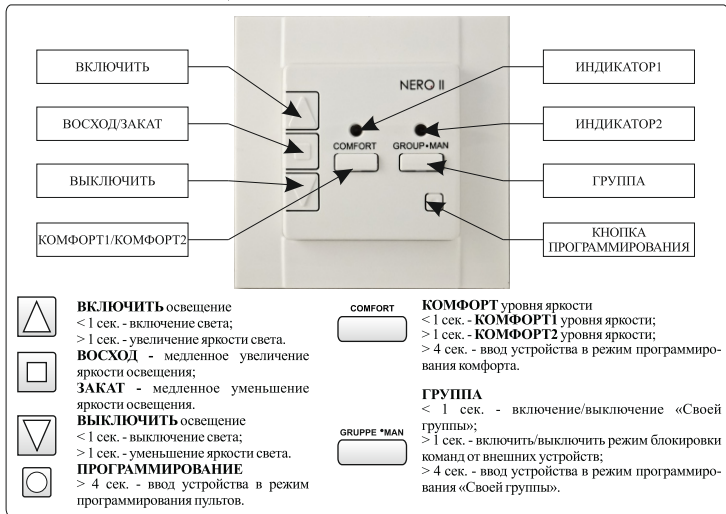 ВКЛЮЧИТЬ
ВОСХОД/ЗАКАТ
ВЫКЛЮЧИТЬ
КОМФОРТ1/КОМФОРТ2
NERO II
COMFORT
GROUP•MAN
ИНДИКАТОР1
ИНДИКАТОР2
ГРУППА
КНОПКА
ПРОГРАММИРОВАНИЯ
ВКЛЮЧИТЬ освещение
< 1 сек. - включение света;
> 1 сек. - увеличение яркости света.
ВОСХОД - медленное увеличение
яркости освещения;
ЗАКАТ - медленное уменьшение
яркости освещения.
ВЫКЛЮЧИТЬ освещение
< 1 сек. - выключение света;
> 1 сек. - уменьшение яркости света.
ПРОГРАММИРОВАНИЕ
> 4 сек. - ввод устройства в режим
программирования пультов.
COMFORT
КОМФОРТ уровня яркости
< 1 сек. - КОМФОРТ1 уровня яркости;
> 1 сек. - КОМФОРТ2 уровня яркости;
> 4 сек. - ввод устройства в режим программиро-
вания комфорта.
GRUPPE •MAN
ГРУППА
< 1 сек. - включение/выключение «Своей
группы»;
> 1 сек. - включить/выключить режим блокировки
команд от внешних устройств;
> 4 сек. - ввод устройства в режим программиро-
вания «Своей группы».